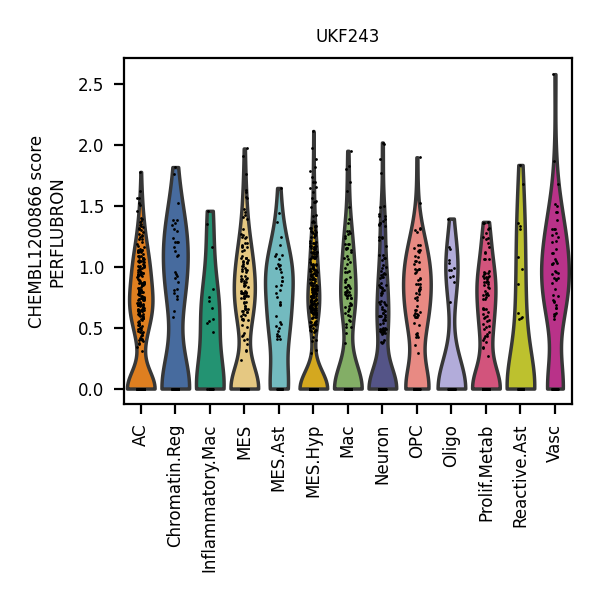 UKF243
CHEMBL1200866 score
PERFLUBRON
2.5
2.0
1.5
1.0
0.5
0.0
AC
Chromatin.Reg
Inflammatory.Mac
MES
MES.Ast
MES.Hyp
Mac
Neuron
OPC
Oligo
Prolif.Metab
Reactive.Ast
Vasc